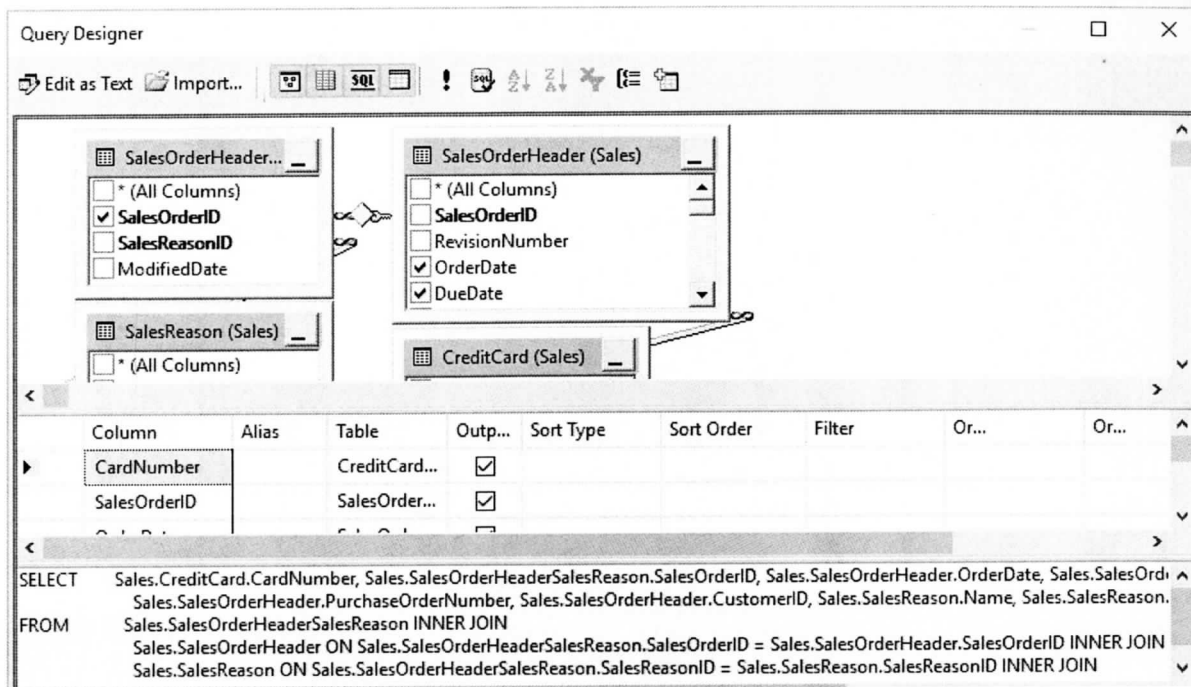 Query Designer
Edit as Text Import... SQL ! SQL
SalesOrderHeader...
* (All Columns)
SalesOrderID
SalesReasonID
ModifiedDate
SalesOrderHeader (Sales)
* (All Columns)
SalesOrderID
RevisionNumber
OrderDate
DueDate
SalesReason (Sales)
* (All Columns)
CreditCard (Sales)
Column Alias Table Outp... Sort Type Sort Order Filter Or... Or...
CardNumber CreditCard...
SalesOrderID SalesOrder...
SELECT Sales.CreditCard.CardNumber, Sales.SalesOrderHeaderSalesReason.SalesOrderID, Sales.SalesOrderHeader.OrderDate, Sales.SalesOrd
Sales.SalesOrderHeader.PurchaseOrderNumber, Sales.SalesOrderHeader.CustomerID, Sales.SalesReason.Name, Sales.SalesReason.
FROM Sales.SalesOrderHeaderSalesReason INNER JOIN
Sales.SalesOrderHeader ON Sales.SalesOrderHeaderSalesReason.SalesOrderID = Sales.SalesOrderHeader.SalesOrderID INNER JOIN
Sales.SalesReason ON Sales.SalesOrderHeaderSalesReason.SalesReasonID = Sales.SalesReason.SalesReasonID INNER JOIN